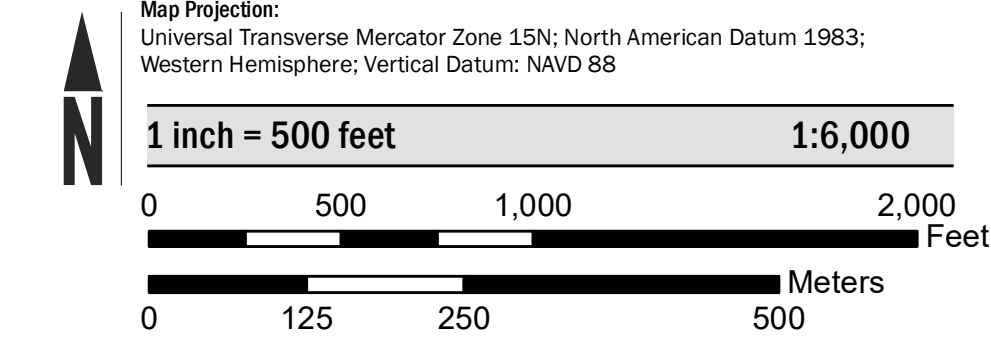 Map Projection:
Universal Transverse Mercator Zone 15N; North American Datum 1983;
Western Hemisphere; Vertical Datum: NAVD 88
N
1 inch = 500 feet 1:6,000
0 500 1,000 2,000
Feet
Meters
0 125 250 500